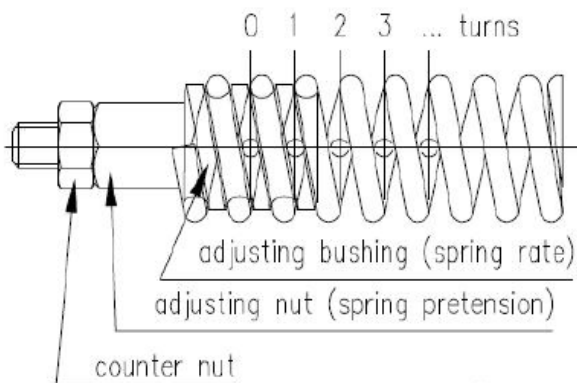 0 1 2 3 ... turns
adjusting bushing (spring rate)
adjusting nut (spring pretension)
counter nut